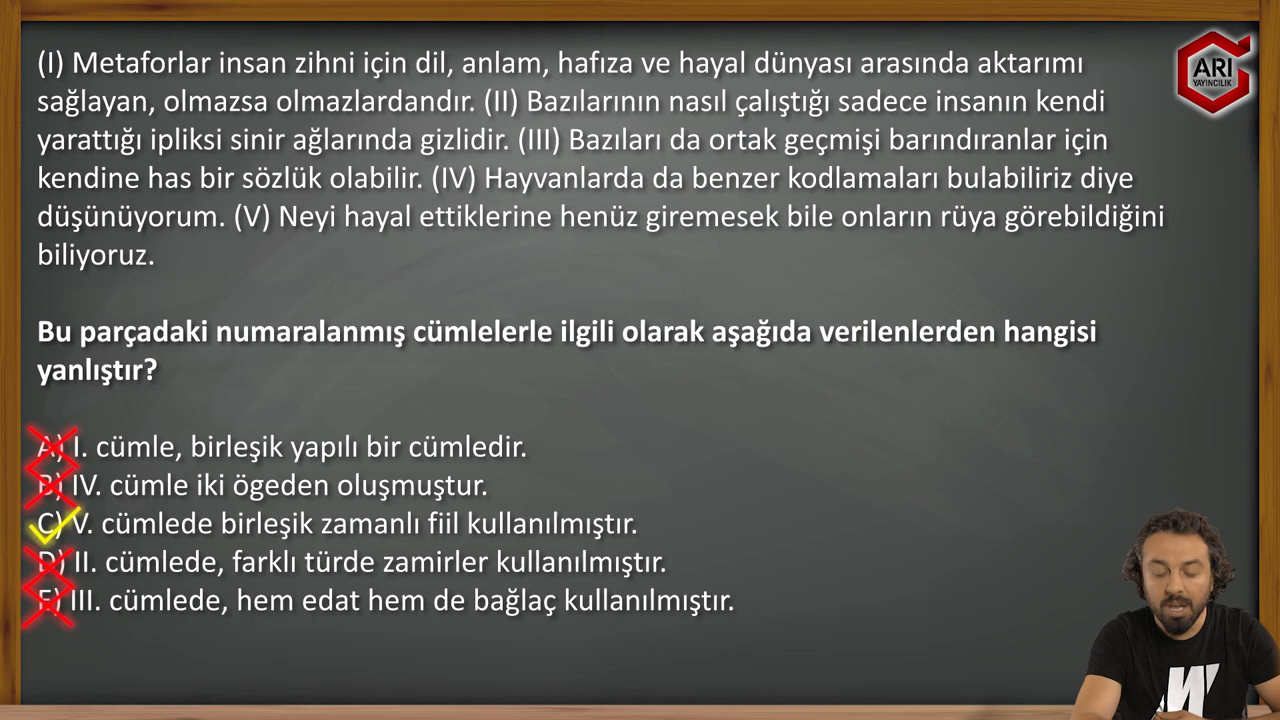 (I) Metaforlar insan zihni için dil, anlam, hafıza ve hayal dünyası arasında aktarımı
sağlayan, olmazsa olmazlardandır. (II) Bazılarının nasıl çalıştığı sadece insanın kendi
yarattığı ipliksi sinir ağlarında gizlidir. (III) Bazıları da ortak geçmişi barındıranlar için
kendine has bir sözlük olabilir. (IV) Hayvanlarda da benzer kodlamaları bulabiliriz diye
düşünüyorum. (V) Neyi hayal ettiklerine henüz giremesek bile onların rüya görebildiğini
biliyoruz.
Bu parçadaki numaralanmış cümlelerle ilgili olarak aşağıda verilenlerden hangisi
yanlıştır?
A) I. cümle, birleşik yapılı bir cümledir.
B) IV. cümle iki ögeden oluşmuştur.
C) V. cümlede birleşik zamanlı fiil kullanılmıştır.
D) II. cümlede, farklı türde zamirler kullanılmıştır.
E) III. cümlede, hem edat hem de bağlaç kullanılmıştır.
ARI
YAYINCILIK